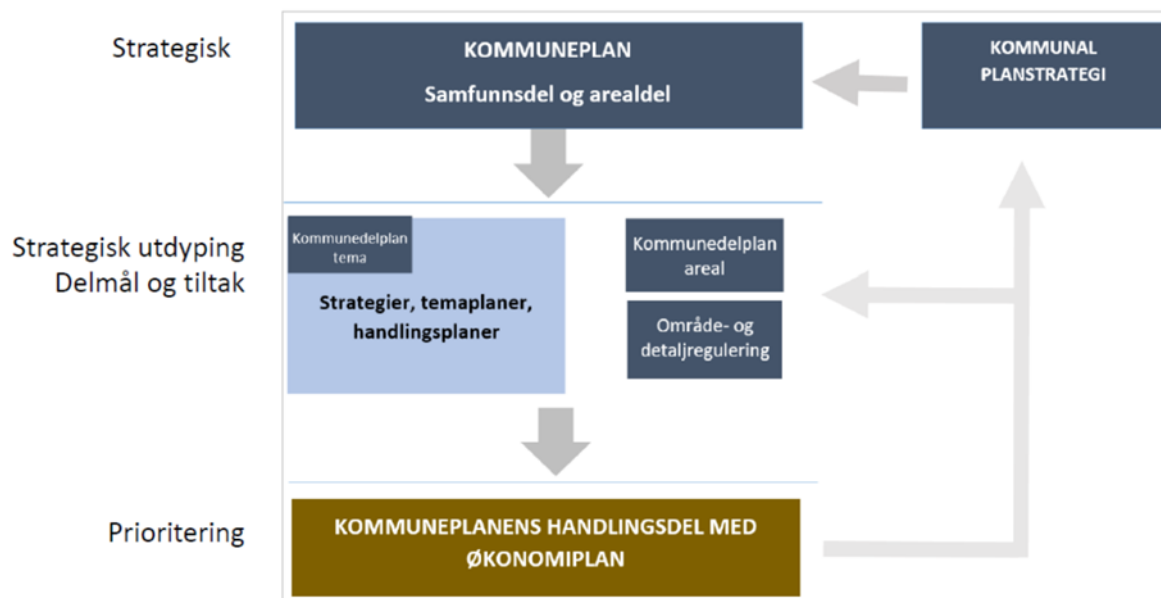 Strategisk
KOMMUNEPLAN
Samfunnsdel og arealdel
KOMMUNAL
PLANSTRATEGI
Strategisk utdyping
Delmål og tiltak
Kommunedelplan
tema
Strategier, temaplaner,
handlingsplaner
Kommunedelplan
areal
Område- og
detaljregulering
Prioritering
KOMMUNEPLANENS HANDLINGSDEL MED
ØKONOMIPLAN